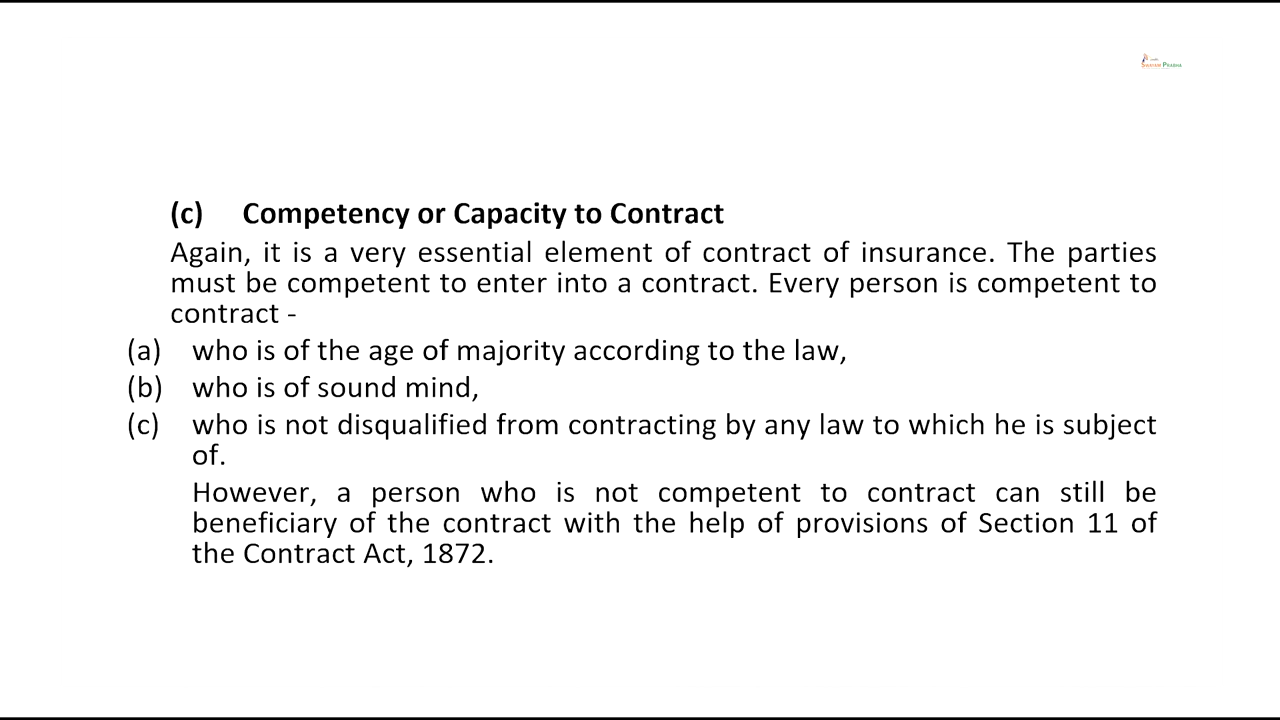 SWAYAM PRABHA
(c) Competency or Capacity to Contract
Again, it is a very essential element of contract of insurance. The parties
must be competent to enter into a contract. Every person is competent to
contract -
(a) who is of the age of majority according to the law,
(b) who is of sound mind,
(c) who is not disqualified from contracting by any law to which he is subject
of.
However, a person who is not competent to contract can still be
beneficiary of the contract with the help of provisions of Section 11 of
the Contract Act, 1872.